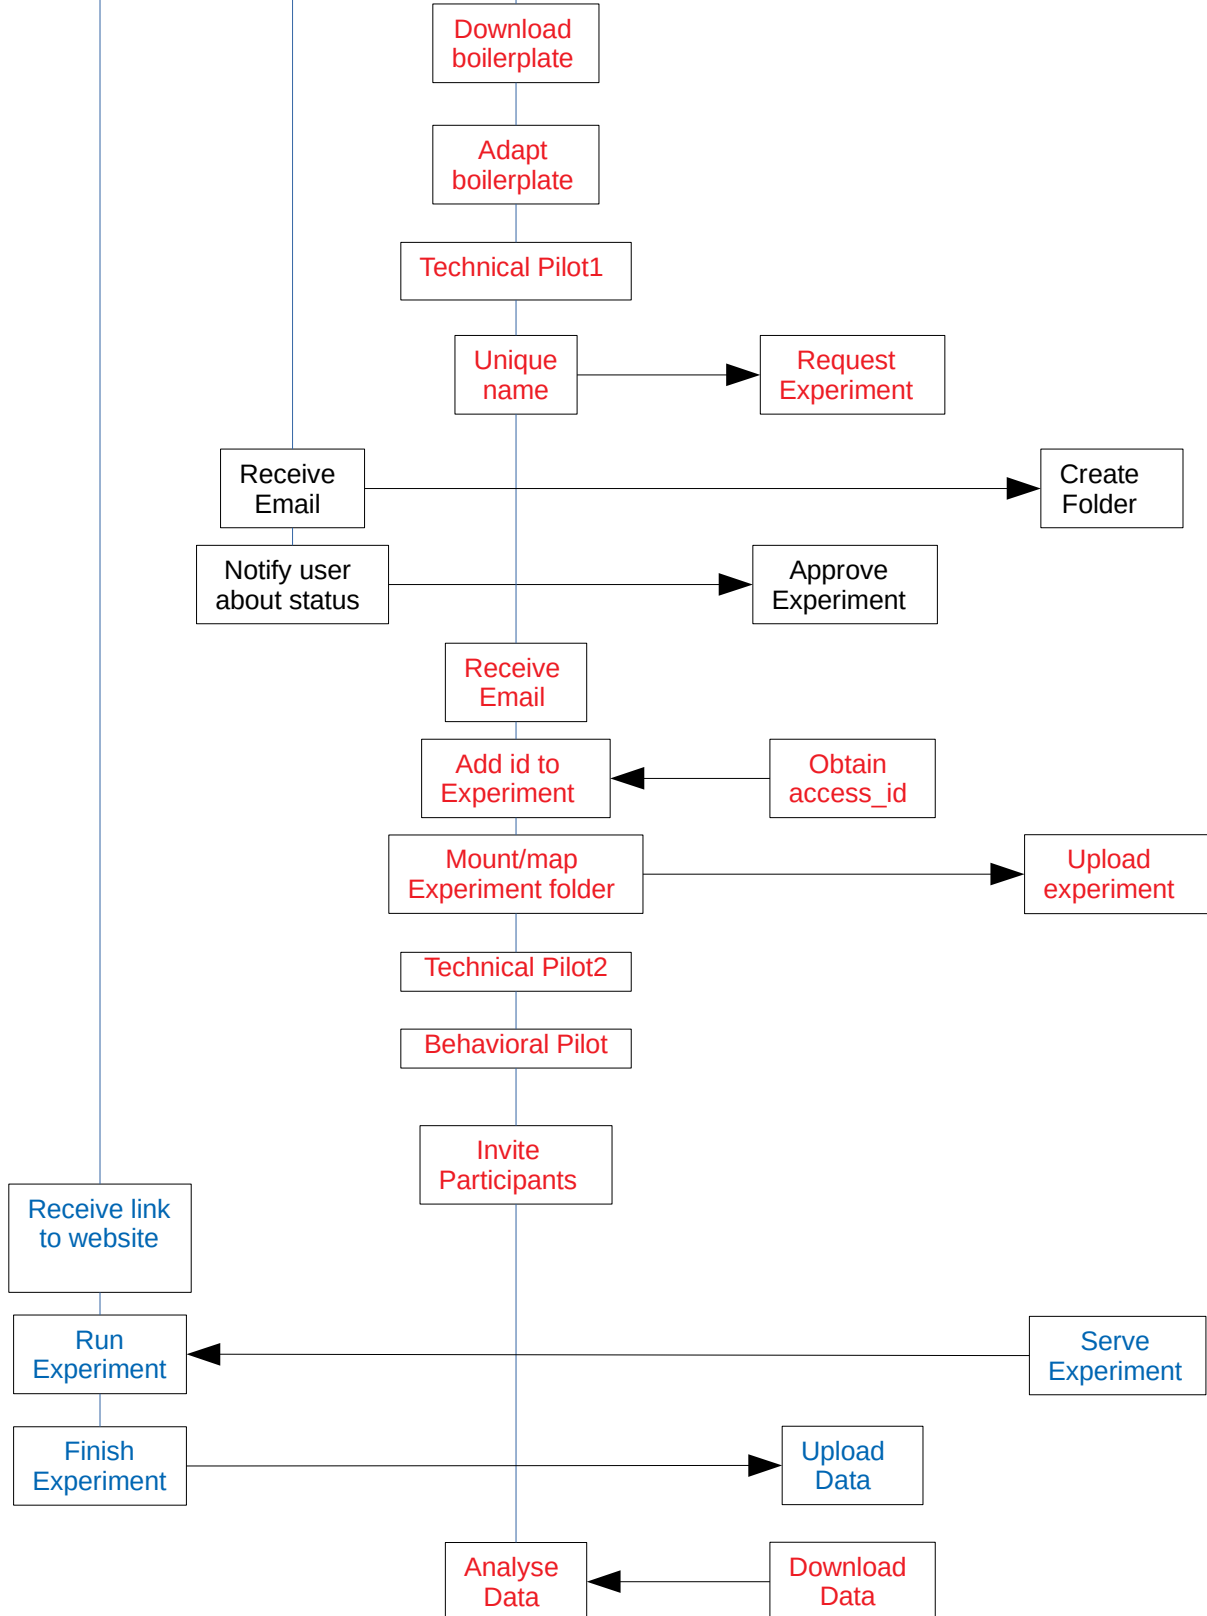 Download
boilerplate
Adapt
boilerplate
Technical Pilot1
Unique
name
Request
Experiment
Receive
Email
Create
Folder
Notify user
about status
Approve
Experiment
Receive
Email
Add id to
Experiment
Obtain
access_id
Mount/map
Experiment folder
Upload
experiment
Technical Pilot2
Behavioral Pilot
Invite
Participants
Receive link
to website
Run
Experiment
Serve
Experiment
Finish
Experiment
Upload
Data
Analyse
Data
Download
Data